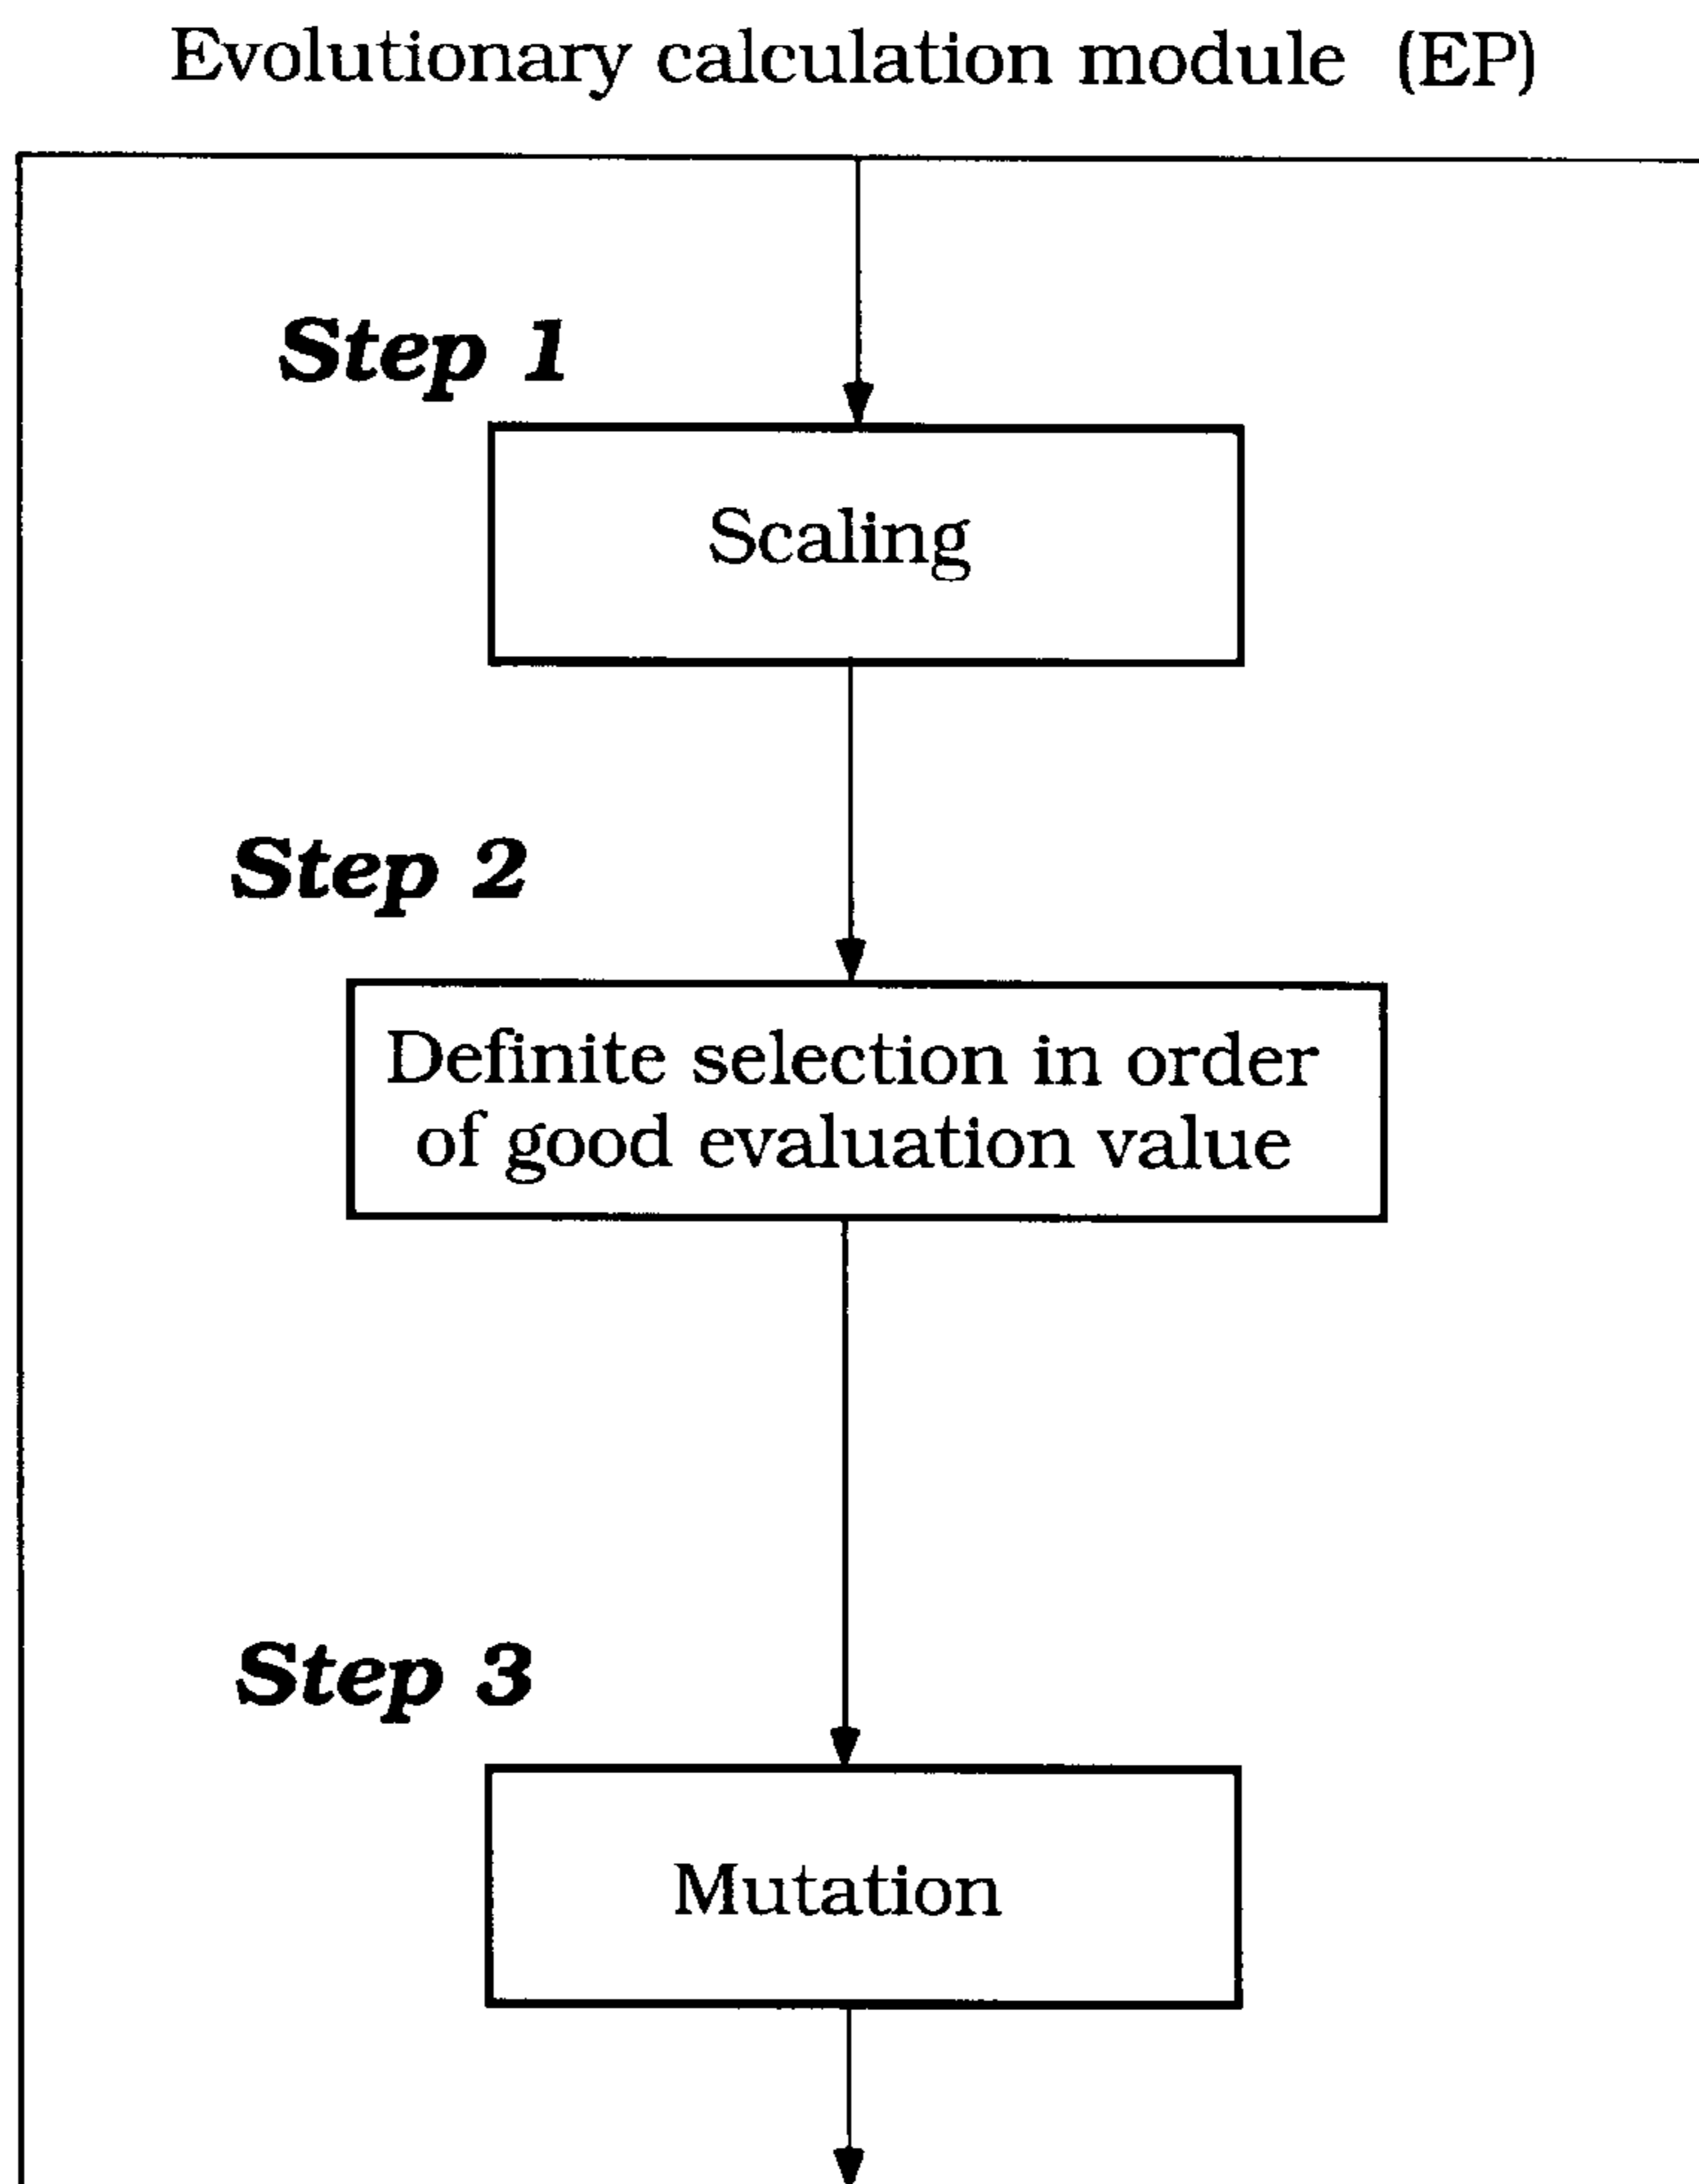 Evolutionary calculation module (EP)
Step 1
Scaling
Step 2
Definite selection in order
of good evaluation value
Step 3
Mutation